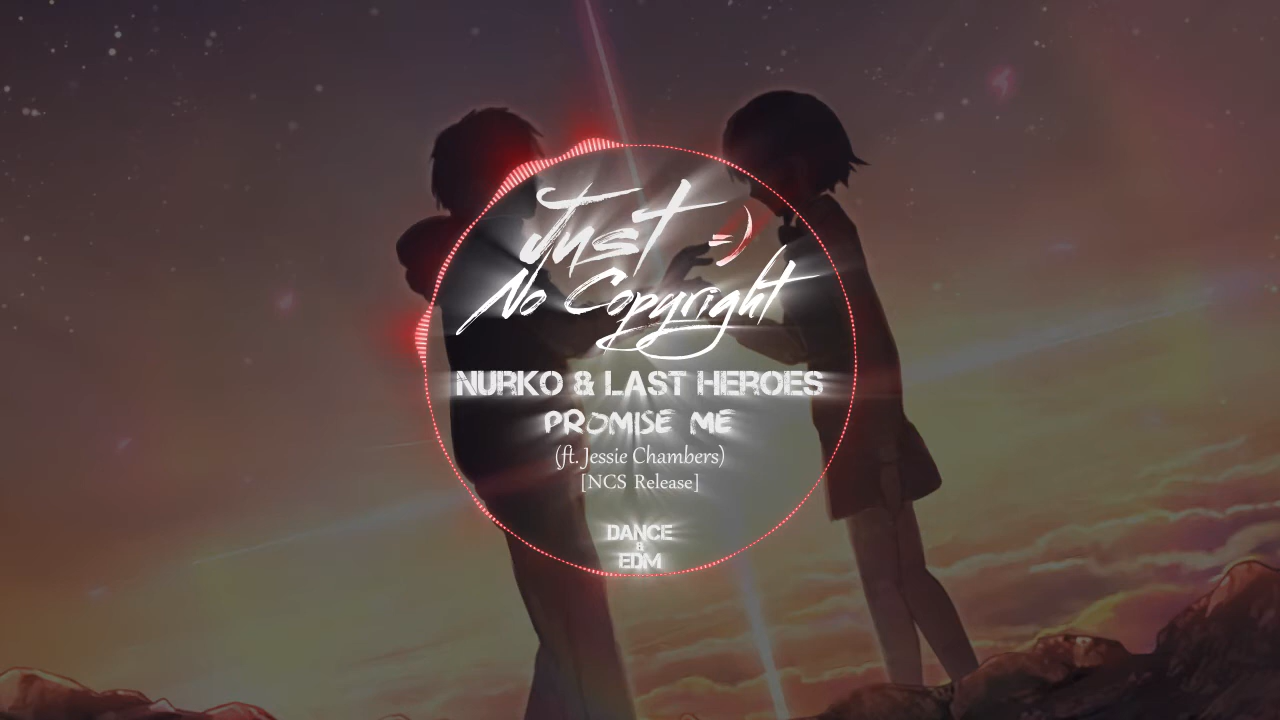 Just =)
No Copyright
NURKO & LAST HEROES
PROMISE ME
(ft. Jessie Chambers)
[NCS Release]
DANCE
&
EDM